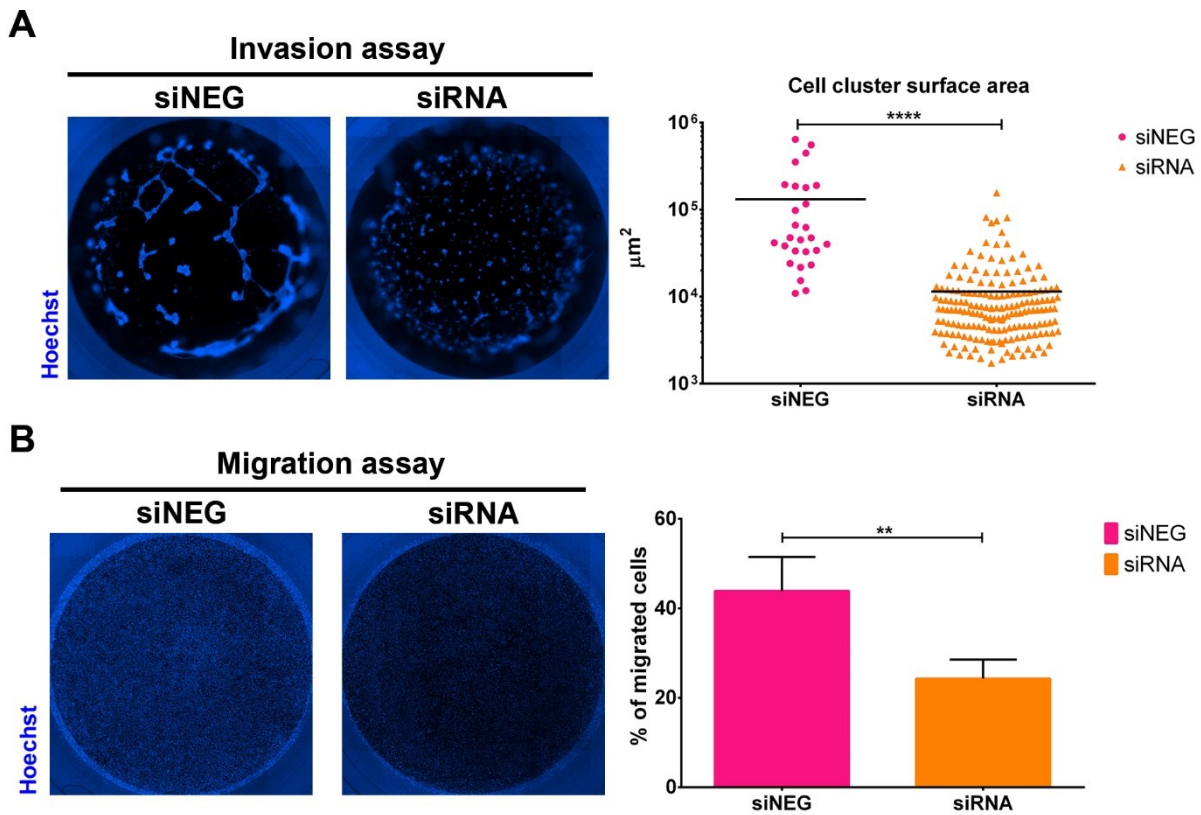 A
Invasion assay
siNEG siRNA
Hoechst
Cell cluster surface area
****
siNEG
siRNA
μm²
10⁶
10⁵
10⁴
10³
siNEG siRNA
B
Migration assay
siNEG siRNA
Hoechst
**
siNEG
siRNA
% of migrated cells
60
40
20
0
siNEG siRNA